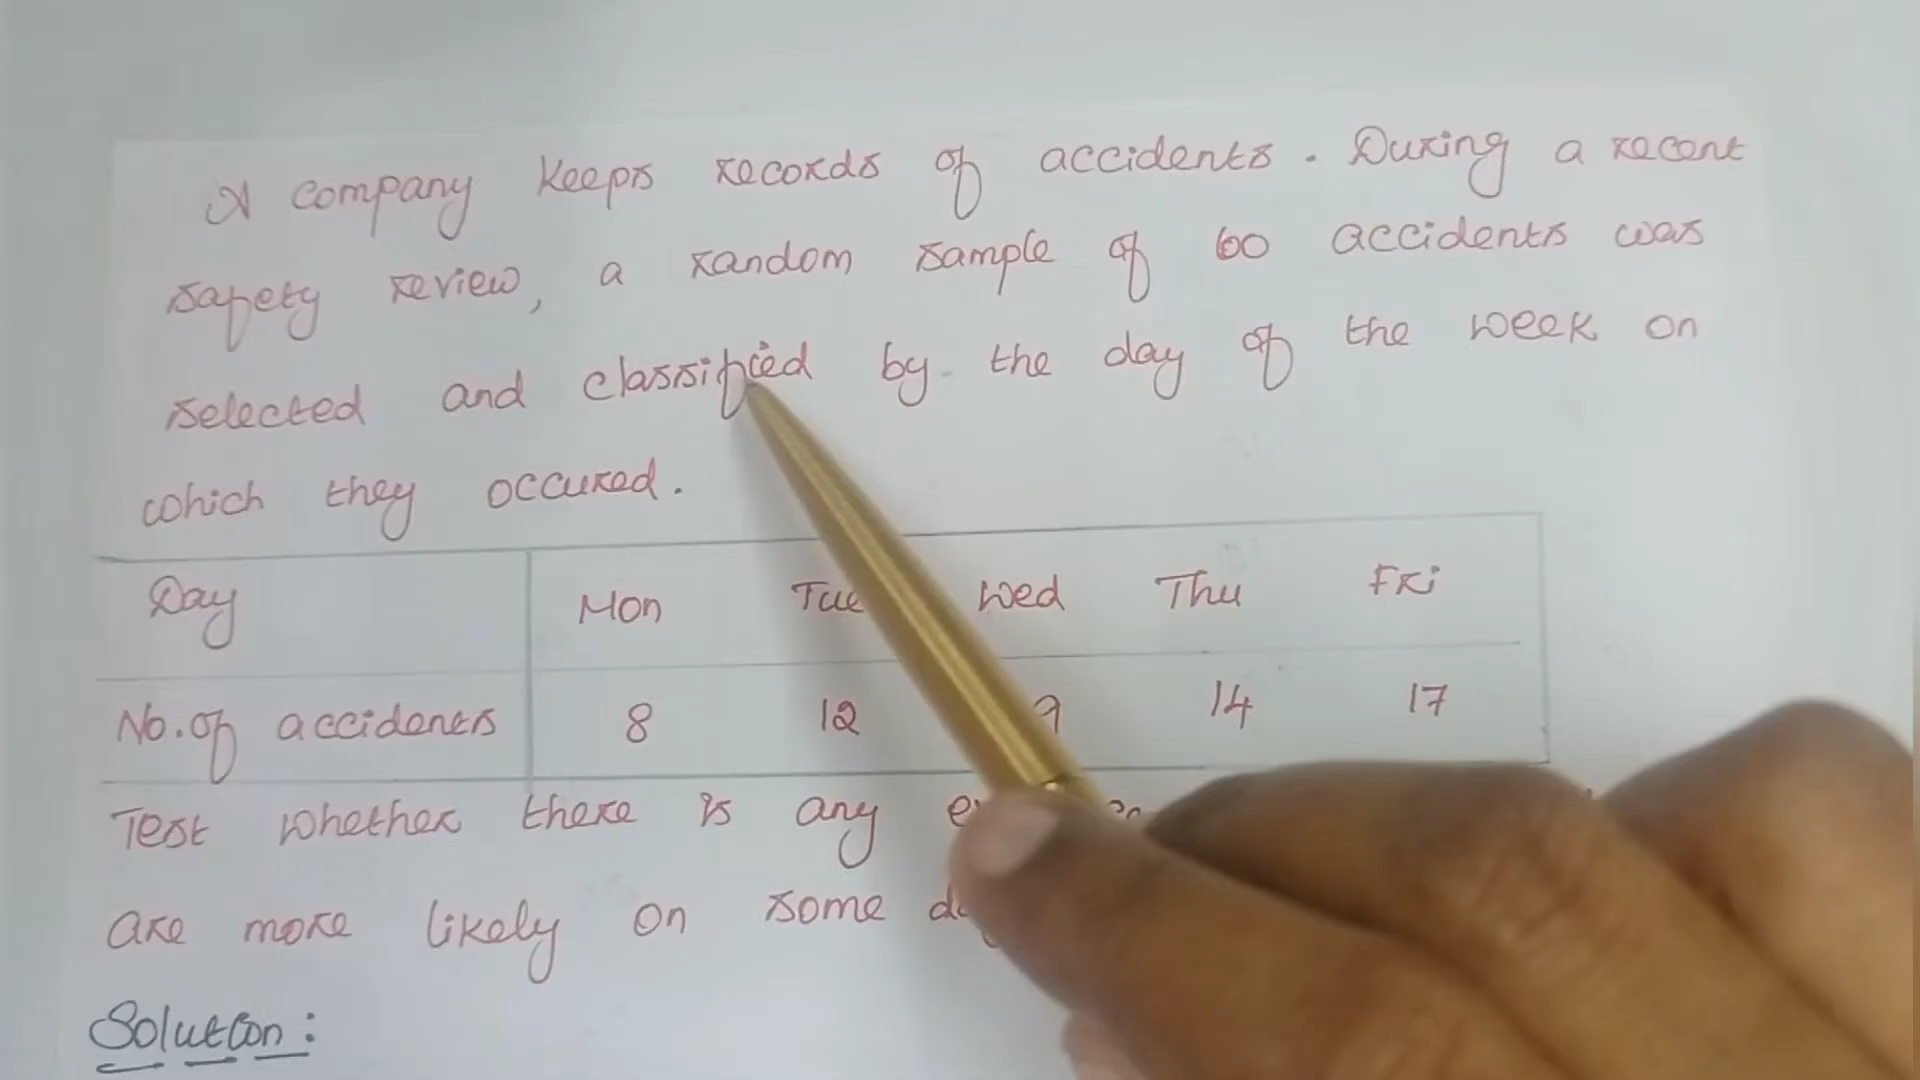 A company keeps records of accidents. During a recent
safety review, a random sample of 60 accidents was
selected and classified by the day of the week on
which they occured.
Day Mon Tue Wed Thu Fri
No. of accidents 8 12 9 14 17
Test whether there is any
are more likely on some
Solution: